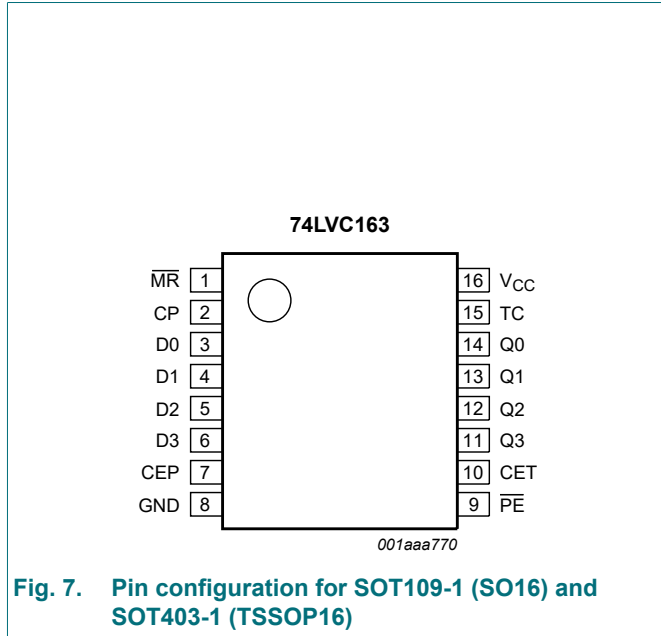 74LVC163
MR 1 16 VCC
CP 2 15 TC
D0 3 14 Q0
D1 4 13 Q1
D2 5 12 Q2
D3 6 11 Q3
CEP 7 10 CET
GND 8 9 PE
001aaa770
Fig. 7. Pin configuration for SOT109-1 (SO16) and
SOT403-1 (TSSOP16)